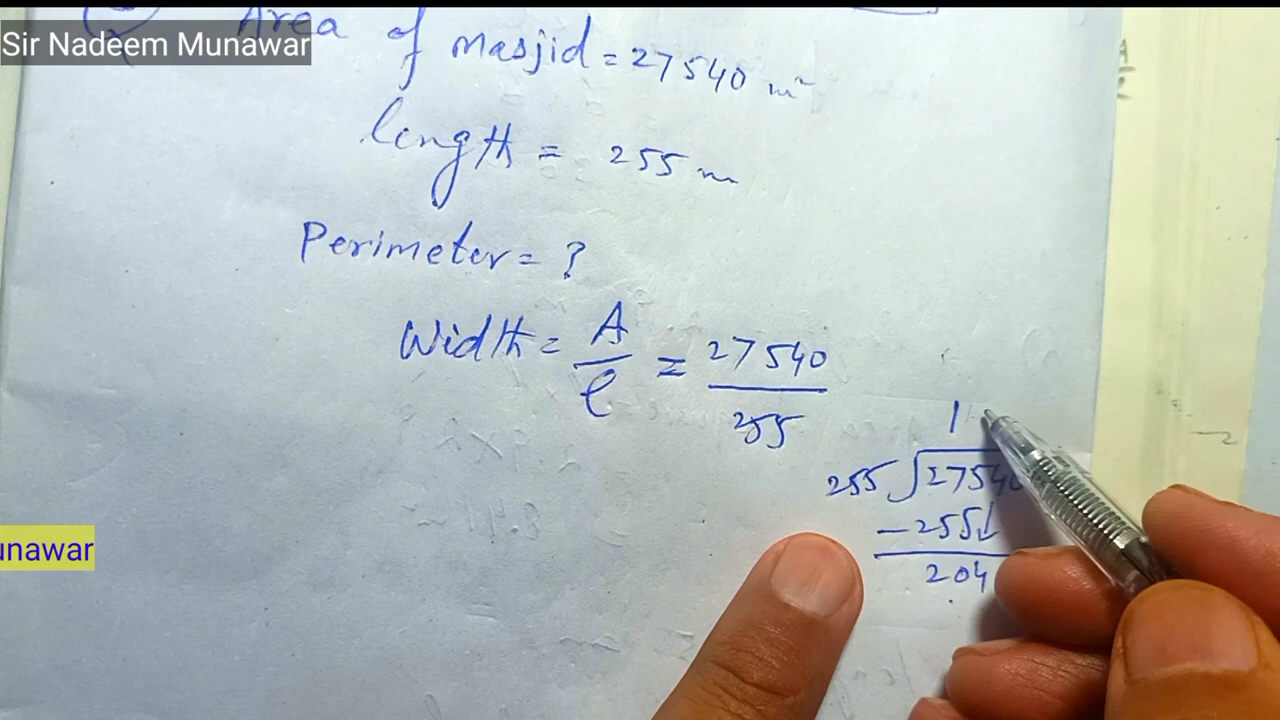 Area of masjid = 27540 m²
Sir Nadeem Munawar
length = 255 m
Perimeter = ?
Width = A/l = 27540/255
1
255 27540
unawar
- 255
204